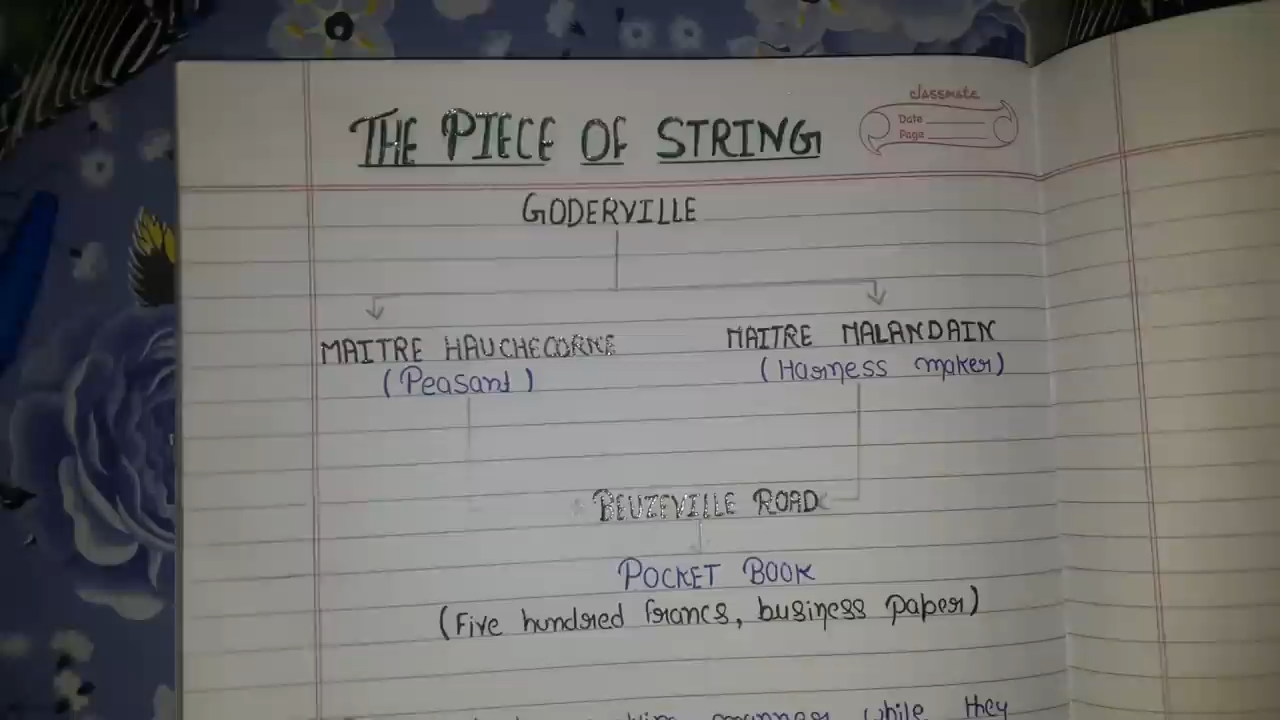 classmate
Date
Page
THE PIECE OF STRING
GODERVILLE
MAITRE HAUCHECORNE
MAITRE MALANDAIN
(Peasant)
(Harness maker)
BEUZEVILLE ROAD
POCKET BOOK
(Five hundred francs, business paper)
manner while they